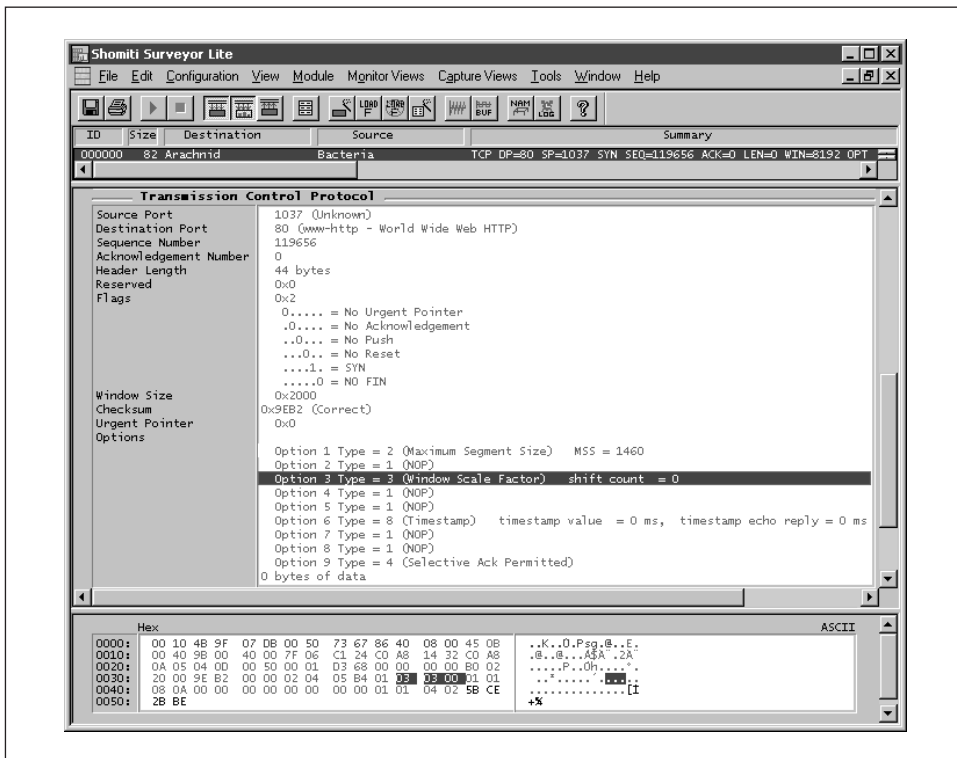 Shomiti Surveyor Lite
File Edit Configuration View Module Monitor Views Capture Views Tools Window Help
LOAD F LOAD BUF NAM LOG ?
ID Size Destination Source Summary
000000 82 Arachnid Bacteria TCP DP=80 SP=1037 SYN SEQ=119656 ACK=0 LEN=0 WIN=8192 OPT
Transmission Control Protocol
Source Port 1037 (Unknown)
Destination Port 80 (www-http - World Wide Web HTTP)
Sequence Number 119656
Acknowledgement Number 0
Header Length 44 bytes
Reserved 0x0
Flags 0x2
0..... = No Urgent Pointer
.0.... = No Acknowledgement
..0... = No Push
...0.. = No Reset
....1. = SYN
.....0 = NO FIN
Window Size 0x2000
Checksum 0x9EB2 (Correct)
Urgent Pointer 0x0
Options
Option 1 Type = 2 (Maximum Segment Size) MSS = 1460
Option 2 Type = 1 (NOP)
Option 3 Type = 3 (Window Scale Factor) shift count = 0
Option 4 Type = 1 (NOP)
Option 5 Type = 1 (NOP)
Option 6 Type = 8 (Timestamp) timestamp value = 0 ms, timestamp echo reply = 0 ms
Option 7 Type = 1 (NOP)
Option 8 Type = 1 (NOP)
Option 9 Type = 4 (Selective Ack Permitted)
0 bytes of data
Hex ASCII
0000: 00 10 4B 9F 07 DB 00 50 73 67 86 40 08 00 45 0B ..K..O.Psg.@..E.
0010: 00 40 9B 00 40 00 7F 06 C1 24 C0 A8 14 32 C0 A8 .@..@...A$A¨.2A¨
0020: 0A 05 04 0D 00 50 00 01 D3 68 00 00 00 00 B0 02 .....P..Oh....°.
0030: 20 00 9E B2 00 00 02 04 05 B4 01 03 03 00 01 01
0040: 08 0A 00 00 00 00 00 00 00 00 01 01 04 02 5B CE ..............[Î
0050: 2B BE +¾